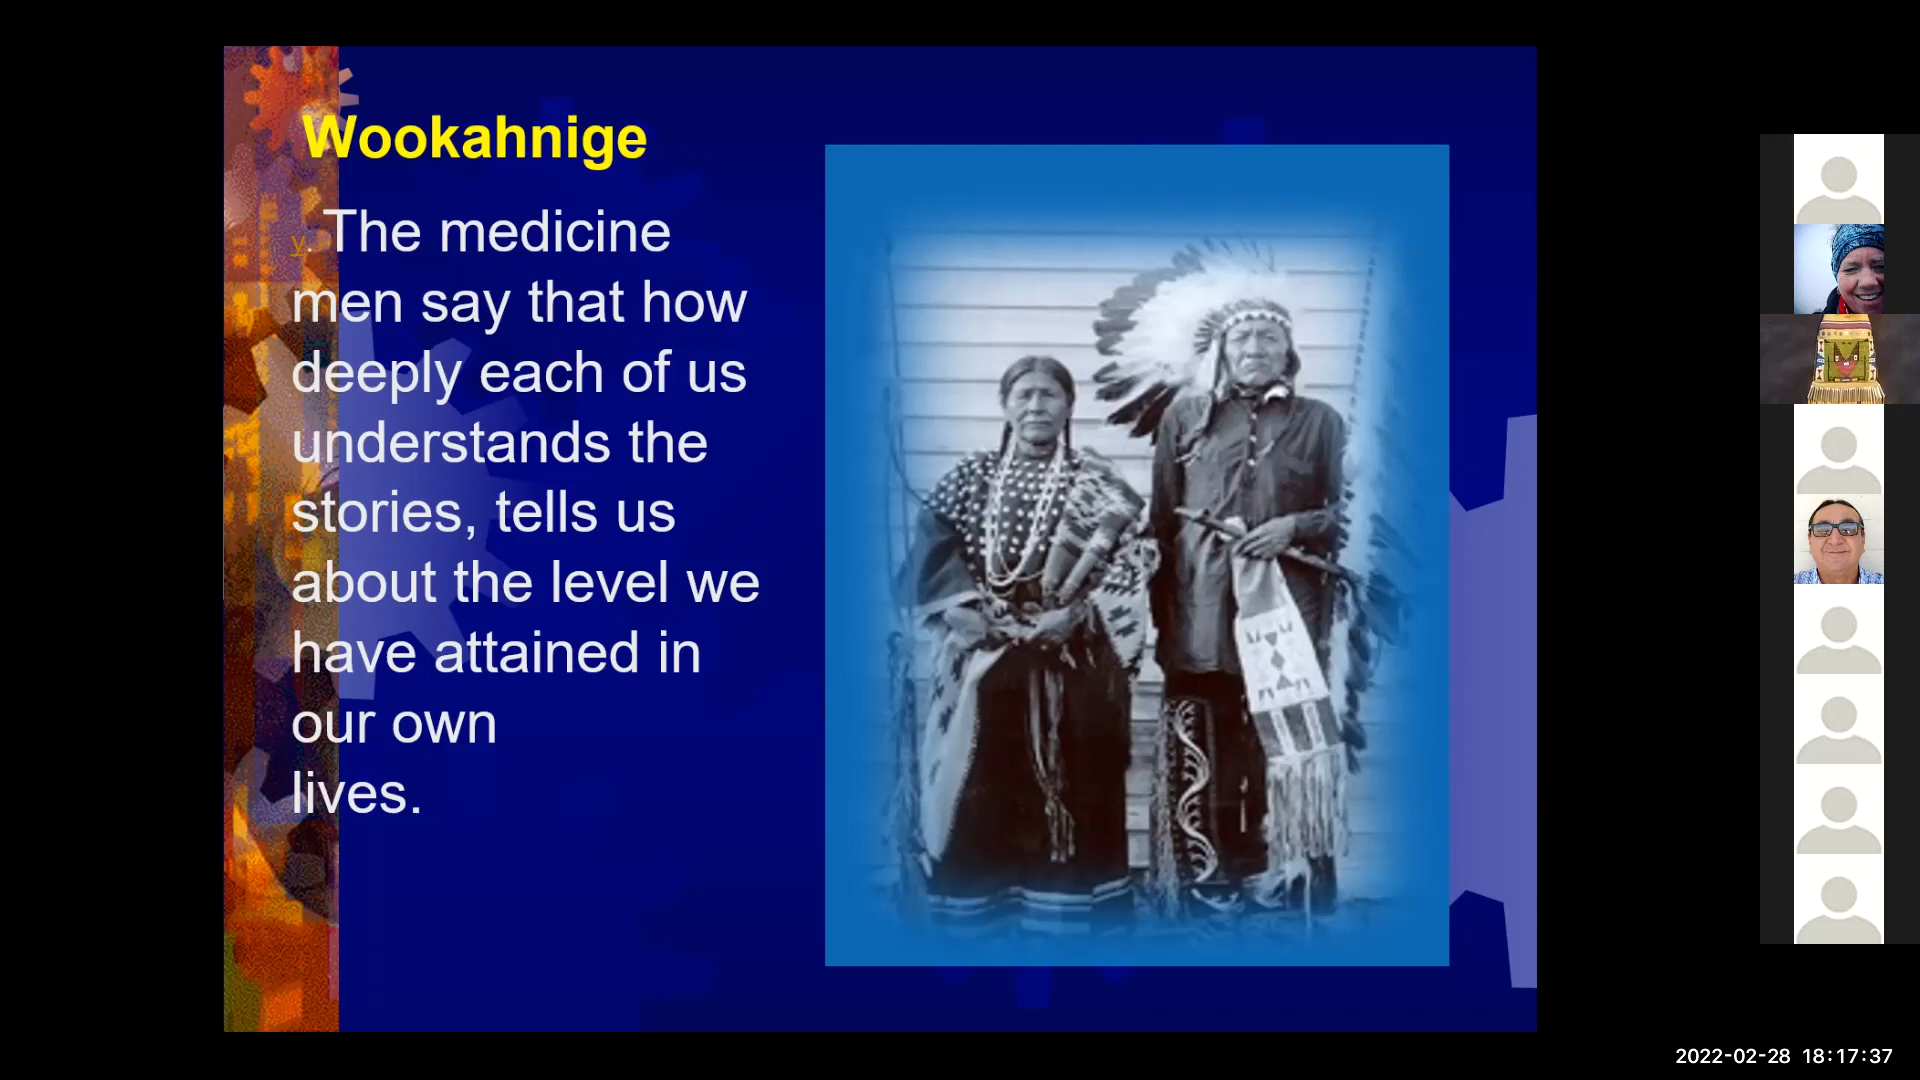 Wookahnige
y. The medicine
men say that how
deeply each of us
understands the
stories, tells us
about the level we
have attained in
our own
lives.
2022-02-28 18:17:37